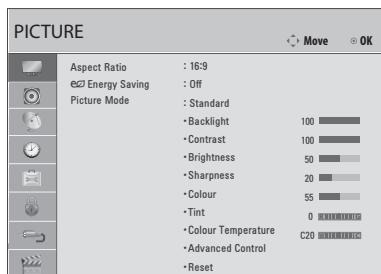 PICTURE
Move OK
Aspect Ratio : 16:9
Energy Saving : Off
Picture Mode : Standard
•Backlight 100
•Contrast 100
•Brightness 50
•Sharpness 20
•Colour 55
•Tint 0
•Colour Temperature C20
•Advanced Control
•Reset